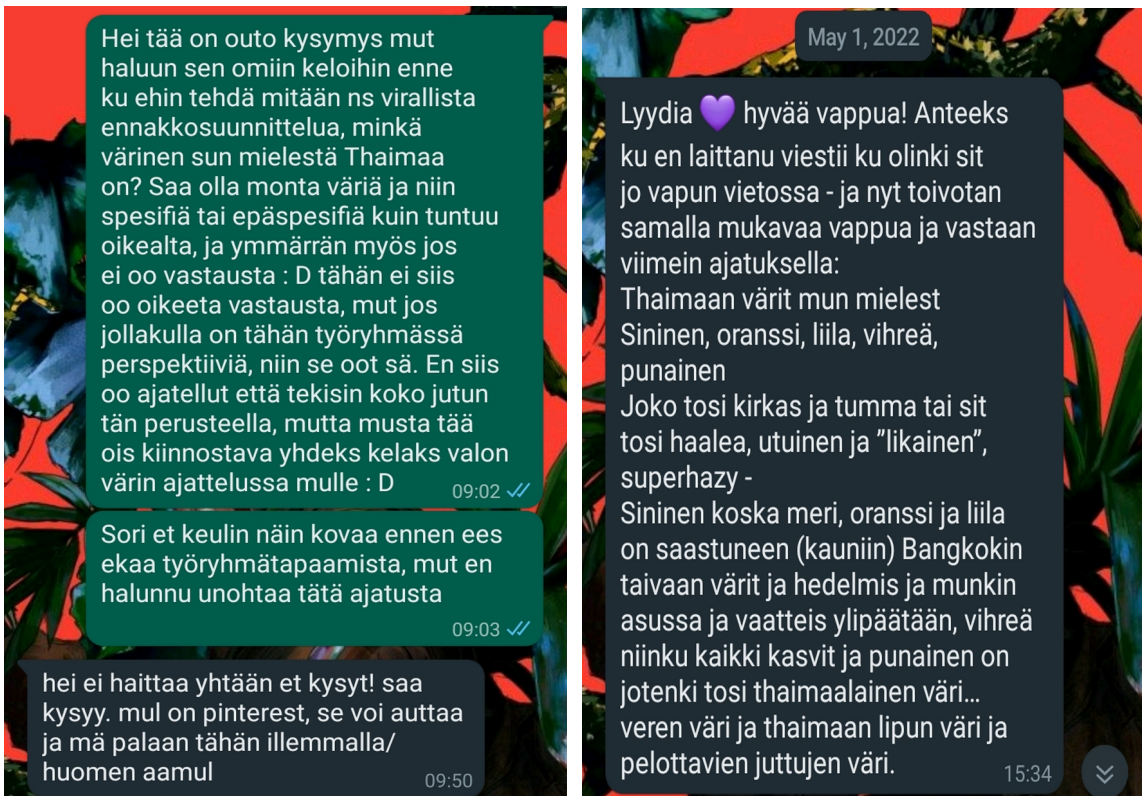 Hei tää on outo kysymys mut
haluun sen omiin keloihin enne
ku ehin tehdä mitään ns virallista
ennakkosuunnittelua, minkä
värinen sun mielestä Thaimaa
on? Saa olla monta väriä ja niin
spesifiä tai epäspesifiä kuin tuntuu
oikealta, ja ymmärrän myös jos
ei oo vastausta : D tähän ei siis
oo oikeeta vastausta, mut jos
jollakulla on tähän työryhmässä
perspektiiviä, niin se oot sä. En siis
oo ajatellut että tekisin koko jutun
tän perusteella, mutta musta tää
ois kiinnostava yhdeks kelaks valon
värin ajattelussa mulle : D
09:02
Sori et keulin näin kovaa ennen ees
ekaa työryhmätapaamista, mut en
halunnu unohtaa tätä ajatusta
09:03
hei ei haittaa yhtään et kysyt! saa
kysyy. mul on pinterest, se voi auttaa
ja mä palaan tähän illemmalla/
huomen aamul
09:50
May 1, 2022
Lyydia 💜 hyvää vappua! Anteeks
ku en laittanu viestii ku olinki sit
jo vapun vietossa - ja nyt toivotan
samalla mukavaa vappua ja vastaan
viimein ajatuksella:
Thaimaan värit mun mielest
Sininen, oranssi, liila, vihreä,
punainen
Joko tosi kirkas ja tumma tai sit
tosi haalea, utuinen ja ”likainen”,
superhazy -
Sininen koska meri, oranssi ja liila
on saastuneen (kauniin) Bangkokin
taivaan värit ja hedelmis ja munkin
asussa ja vaatteis ylipäätään, vihreä
niinku kaikki kasvit ja punainen on
jotenki tosi thaimaalainen väri...
veren väri ja thaimaan lipun väri ja
pelottavien juttujen väri.
15:34